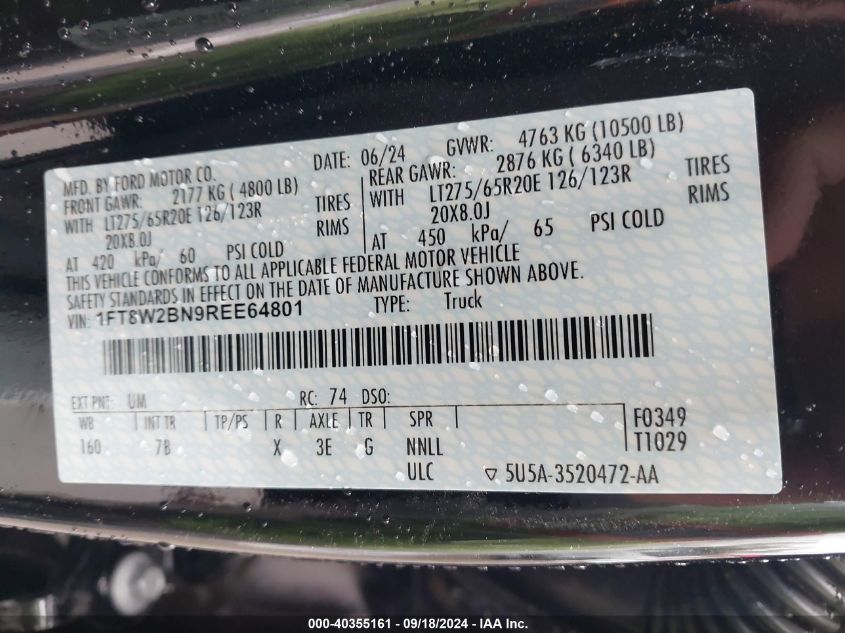 MFD. BY FORD MOTOR CO.
DATE: 06/24
GVWR: 4763 KG (10500 LB)
FRONT GAWR: 2177 KG ( 4800 LB)
REAR GAWR: 2876 KG ( 6340 LB)
WITH LT275/65R20E 126/123R TIRES
WITH LT275/65R20E 126/123R TIRES
20X8.0J RIMS
20X8.0J RIMS
AT 420 kPa/ 60 PSI COLD
AT 450 kPa/ 65 PSI COLD
THIS VEHICLE CONFORMS TO ALL APPLICABLE FEDERAL MOTOR VEHICLE
SAFETY STANDARDS IN EFFECT ON THE DATE OF MANUFACTURE SHOWN ABOVE.
VIN: 1FT8W2BN9REE64801
TYPE: Truck
EXT PNT: UM RC: 74 DSO:
WB INT TR TP/PS R AXLE TR SPR F0349
160 7B X 3E G NNLL T1029
ULC ▽ 5U5A-3520472-AA
000-40355161 - 09/18/2024 - IAA Inc.